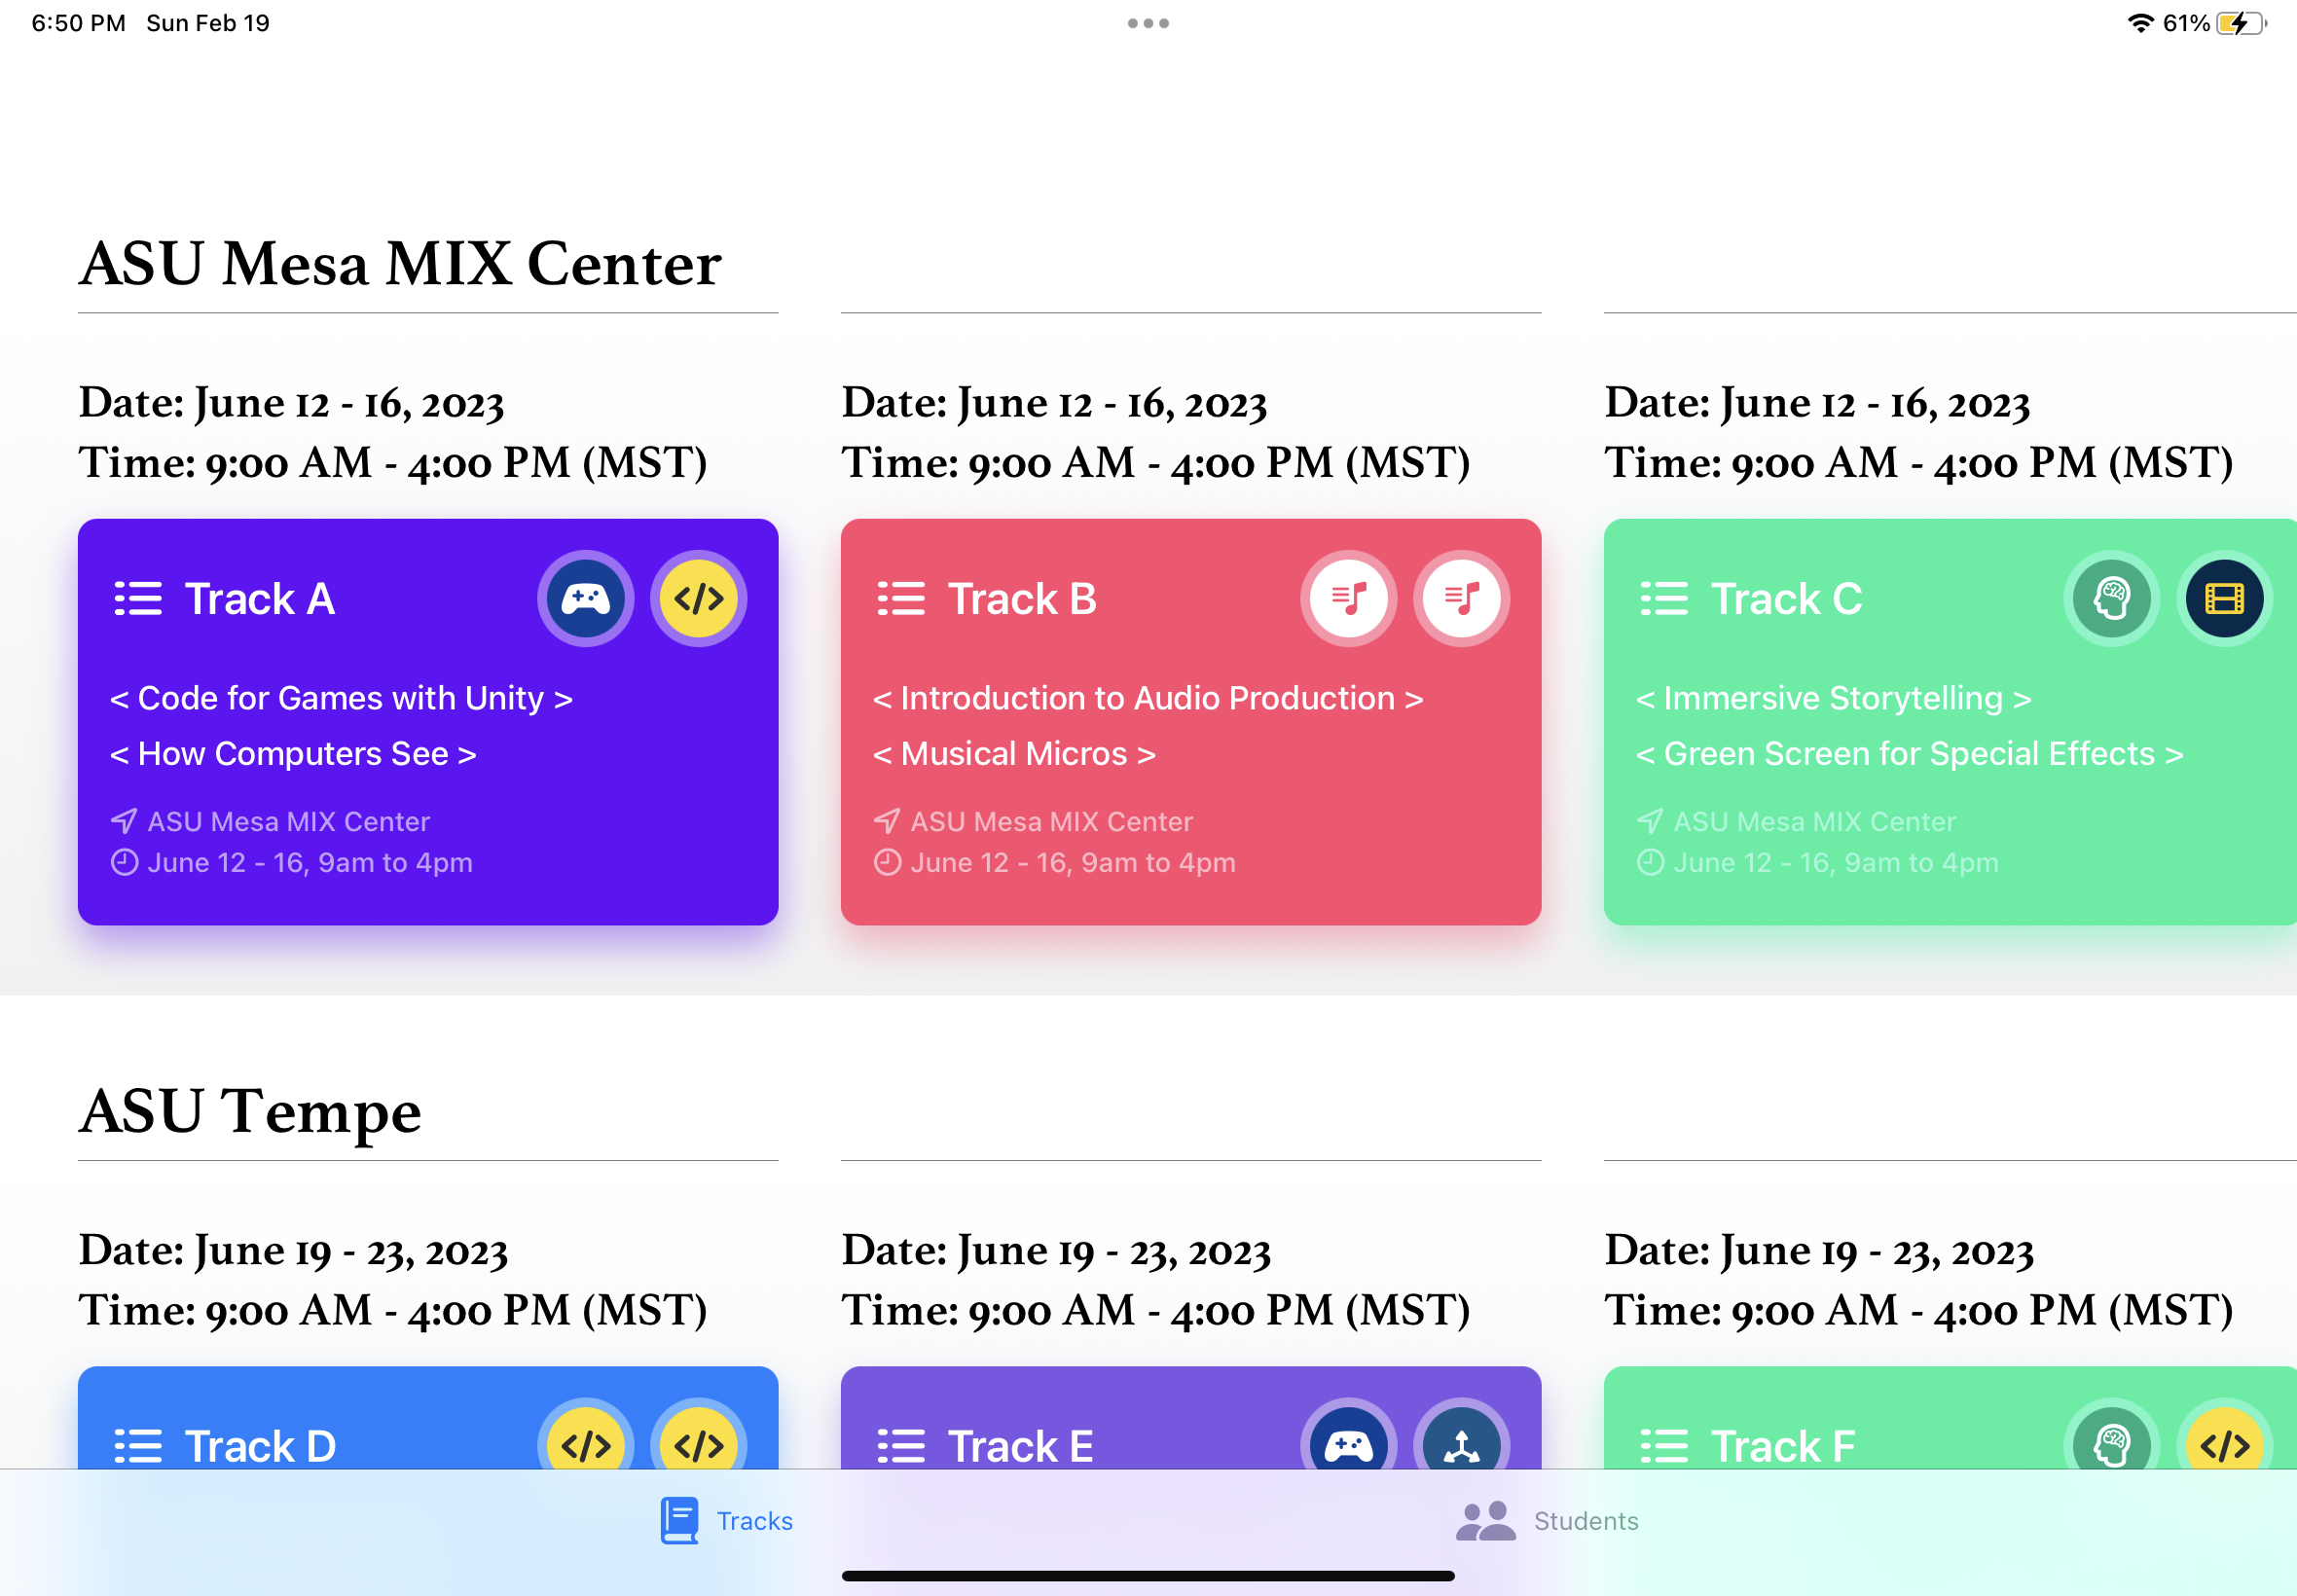 6:50 PM Sun Feb 19
61%
ASU Mesa MIX Center
Date: June 12 - 16, 2023
Time: 9:00 AM - 4:00 PM (MST)
Track A
< Code for Games with Unity >
< How Computers See >
ASU Mesa MIX Center
June 12 - 16, 9am to 4pm
Date: June 12 - 16, 2023
Time: 9:00 AM - 4:00 PM (MST)
Track B
< Introduction to Audio Production >
< Musical Micros >
ASU Mesa MIX Center
June 12 - 16, 9am to 4pm
Date: June 12 - 16, 2023
Time: 9:00 AM - 4:00 PM (MST)
Track C
< Immersive Storytelling >
< Green Screen for Special Effects >
ASU Mesa MIX Center
June 12 - 16, 9am to 4pm
ASU Tempe
Date: June 19 - 23, 2023
Time: 9:00 AM - 4:00 PM (MST)
Track D
Date: June 19 - 23, 2023
Time: 9:00 AM - 4:00 PM (MST)
Track E
Date: June 19 - 23, 2023
Time: 9:00 AM - 4:00 PM (MST)
Track F
Tracks
Students